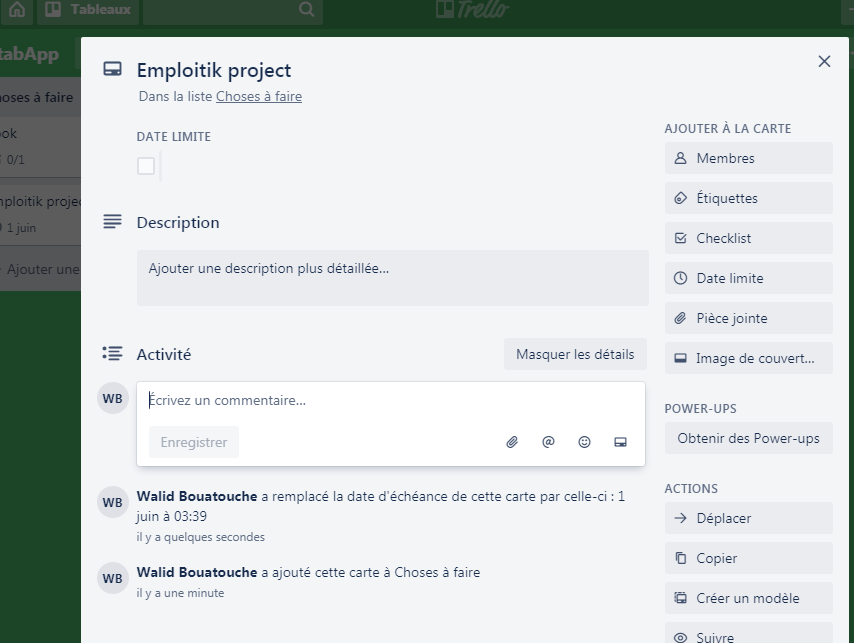 Tableaux
Trello
tabApp
hoses à faire
ook
0/1
mploitik projec
1 juin
Ajouter une
Emploitik project
Dans la liste Choses à faire
DATE LIMITE
Description
Ajouter une description plus détaillée...
Activité
Masquer les détails
WB
Écrivez un commentaire...
Enregistrer
WB
Walid Bouatouche a remplacé la date d'échéance de cette carte par celle-ci : 1
juin à 03:39
il y a quelques secondes
WB
Walid Bouatouche a ajouté cette carte à Choses à faire
il y a une minute
AJOUTER À LA CARTE
Membres
Étiquettes
Checklist
Date limite
Pièce jointe
Image de couvert...
POWER-UPS
Obtenir des Power-ups
ACTIONS
Déplacer
Copier
Créer un modèle
Suivre